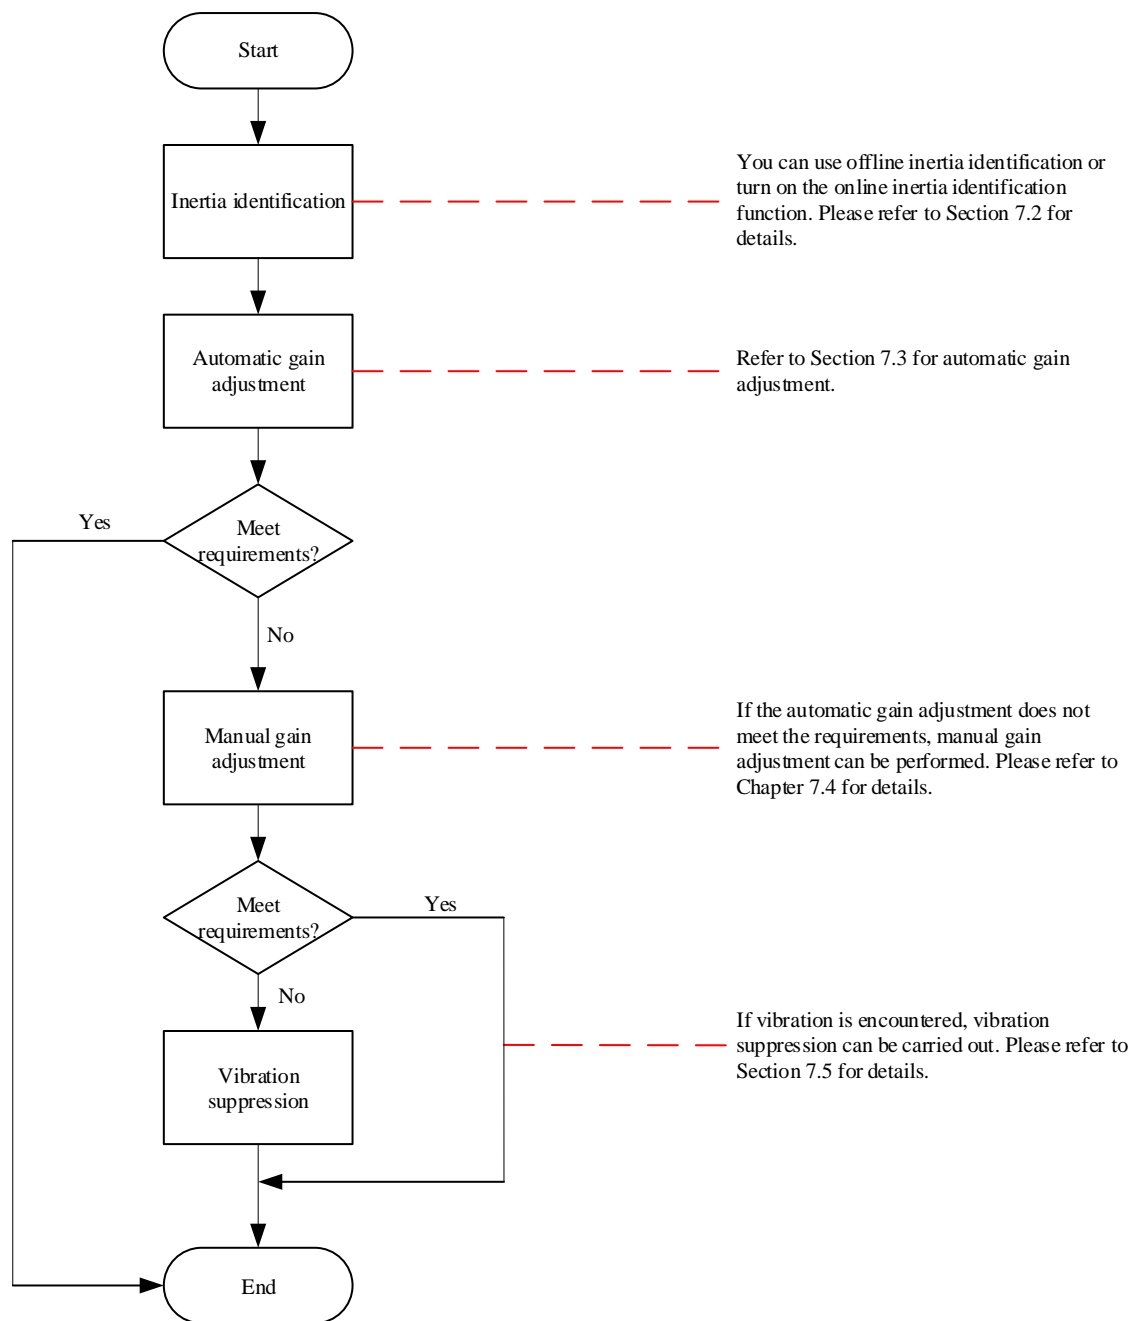 Start
Inertia identification
You can use offline inertia identification or
turn on the online inertia identification
function. Please refer to Section 7.2 for
details.
Automatic gain
adjustment
Refer to Section 7.3 for automatic gain
adjustment.
Yes
Meet
requirements?
No
Manual gain
adjustment
If the automatic gain adjustment does not
meet the requirements, manual gain
adjustment can be performed. Please refer to
Chapter 7.4 for details.
Meet
requirements?
Yes
No
Vibration
suppression
If vibration is encountered, vibration
suppression can be carried out. Please refer to
Section 7.5 for details.
End